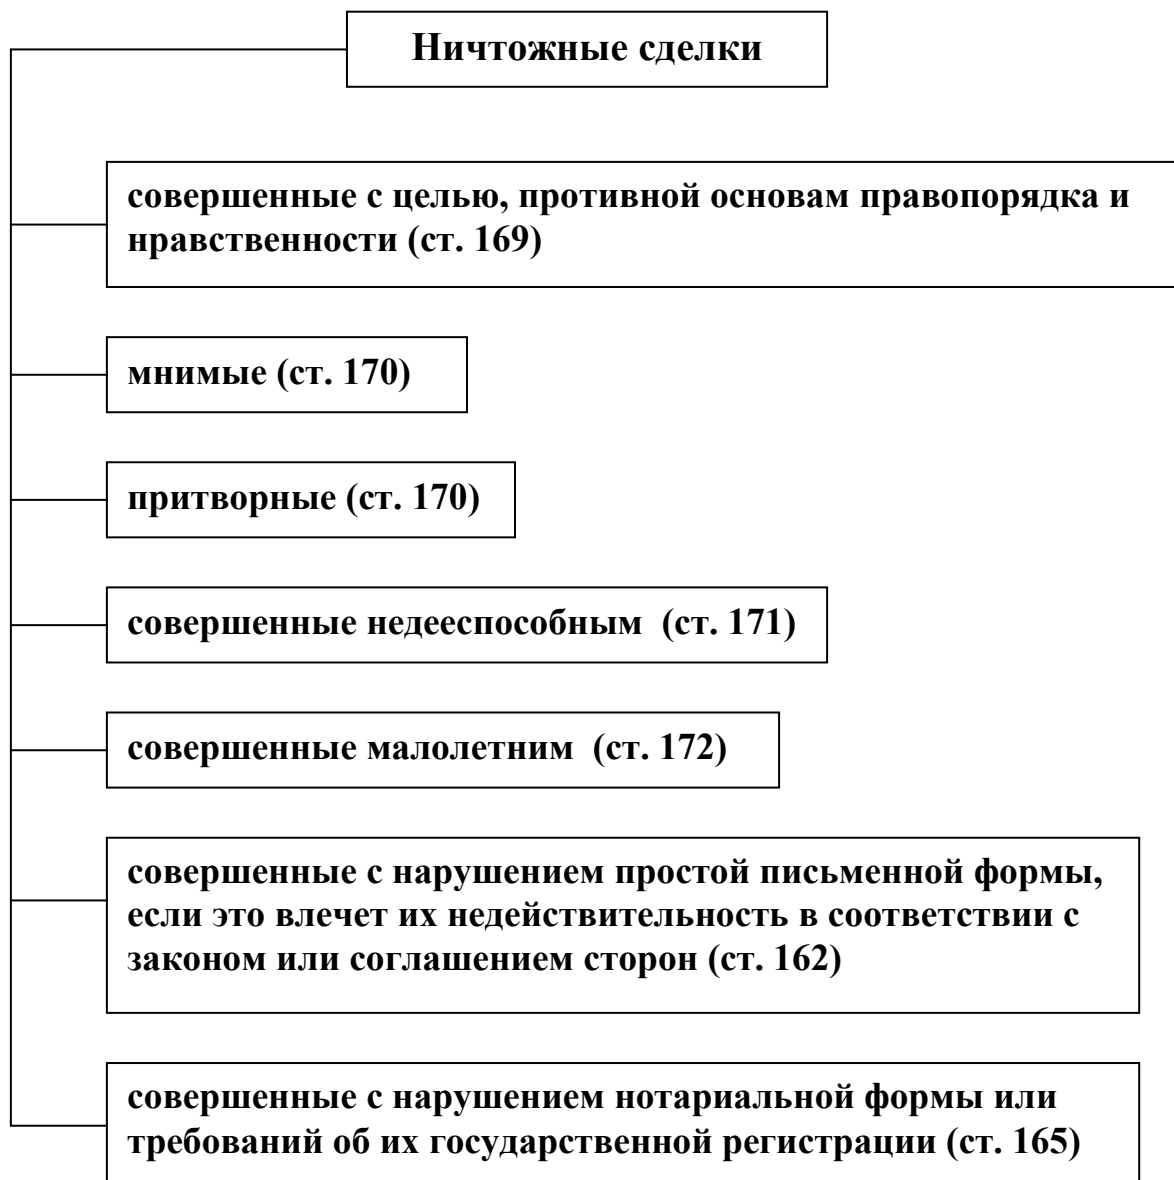 Ничтожные сделки
совершенные с целью, противной основам правопорядка и
нравственности (ст. 169)
мнимые (ст. 170)
притворные (ст. 170)
совершенные недееспособным (ст. 171)
совершенные малолетним (ст. 172)
совершенные с нарушением простой письменной формы,
если это влечет их недействительность в соответствии с
законом или соглашением сторон (ст. 162)
совершенные с нарушением нотариальной формы или
требований об их государственной регистрации (ст. 165)